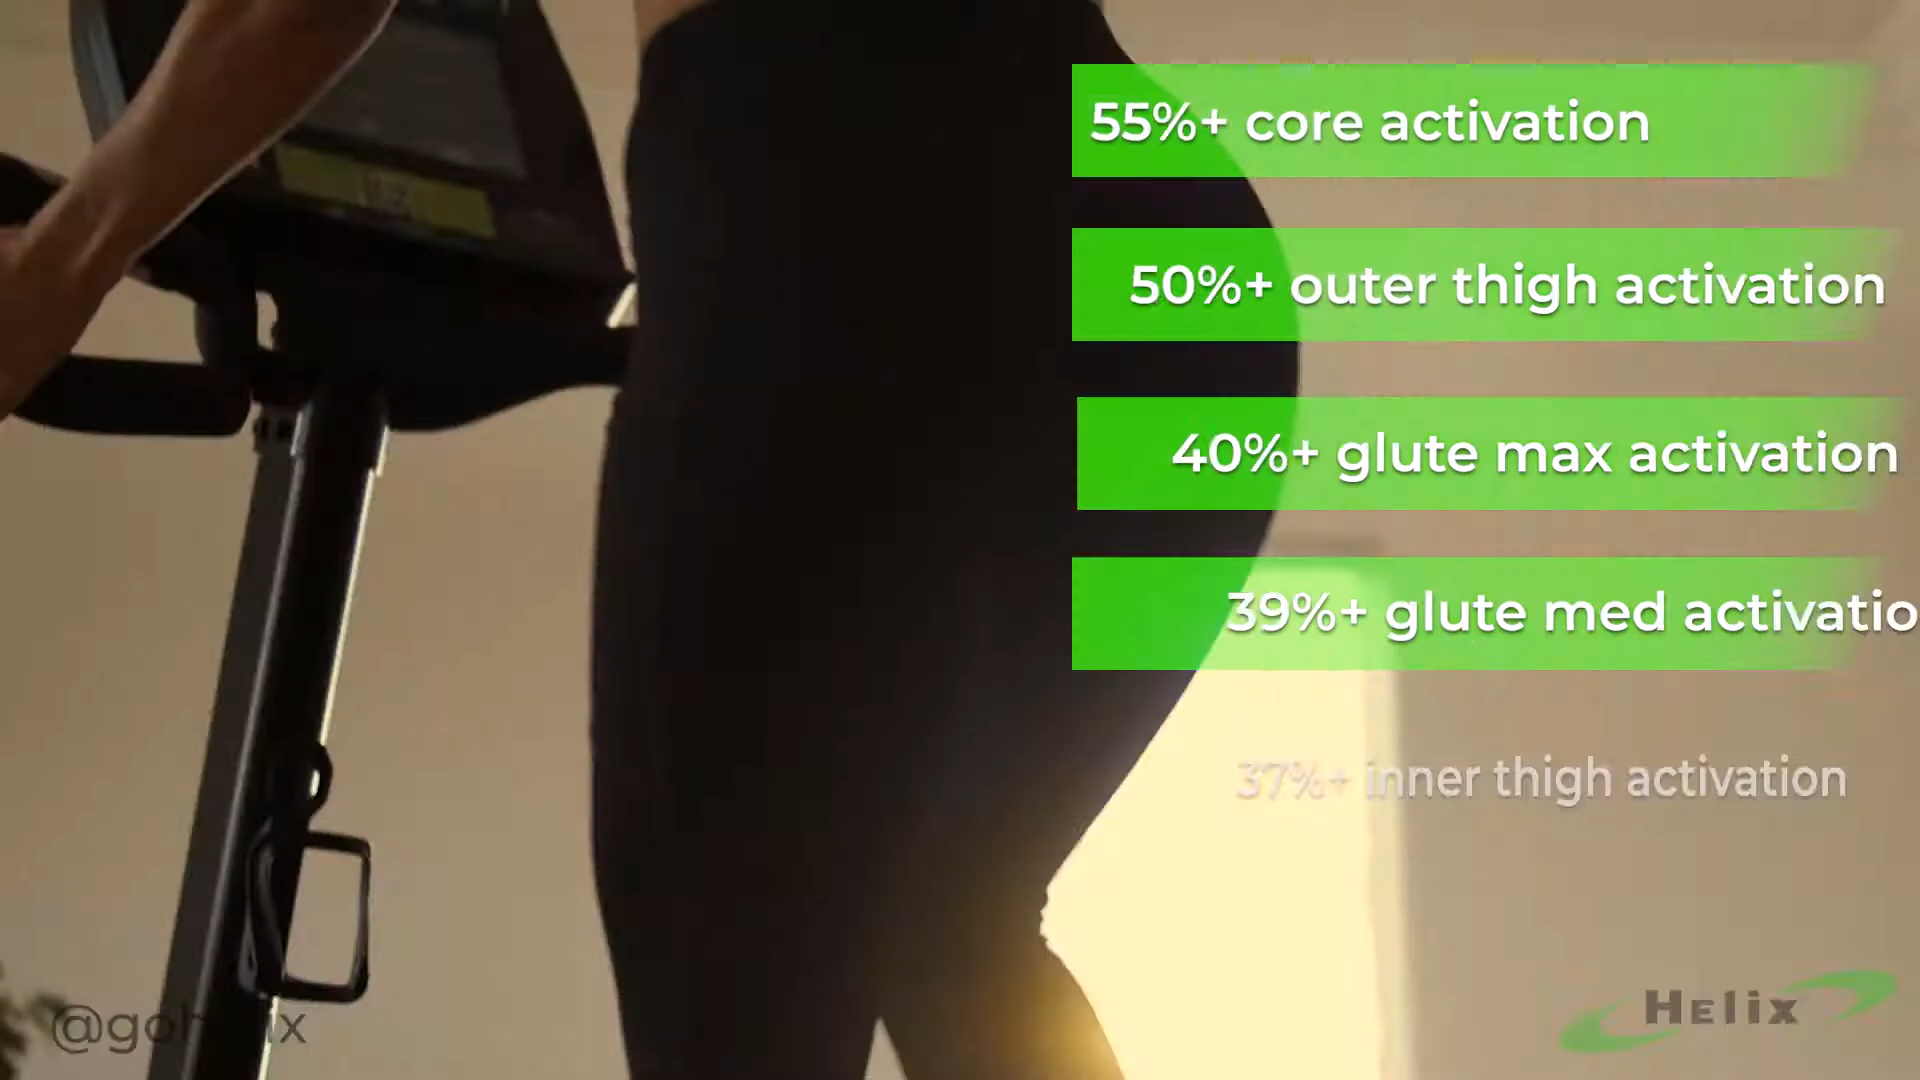 55%+ core activation
50%+ outer thigh activation
40%+ glute max activation
39%+ glute med activatio
37%+ inner thigh activation
@gohelix
Helix